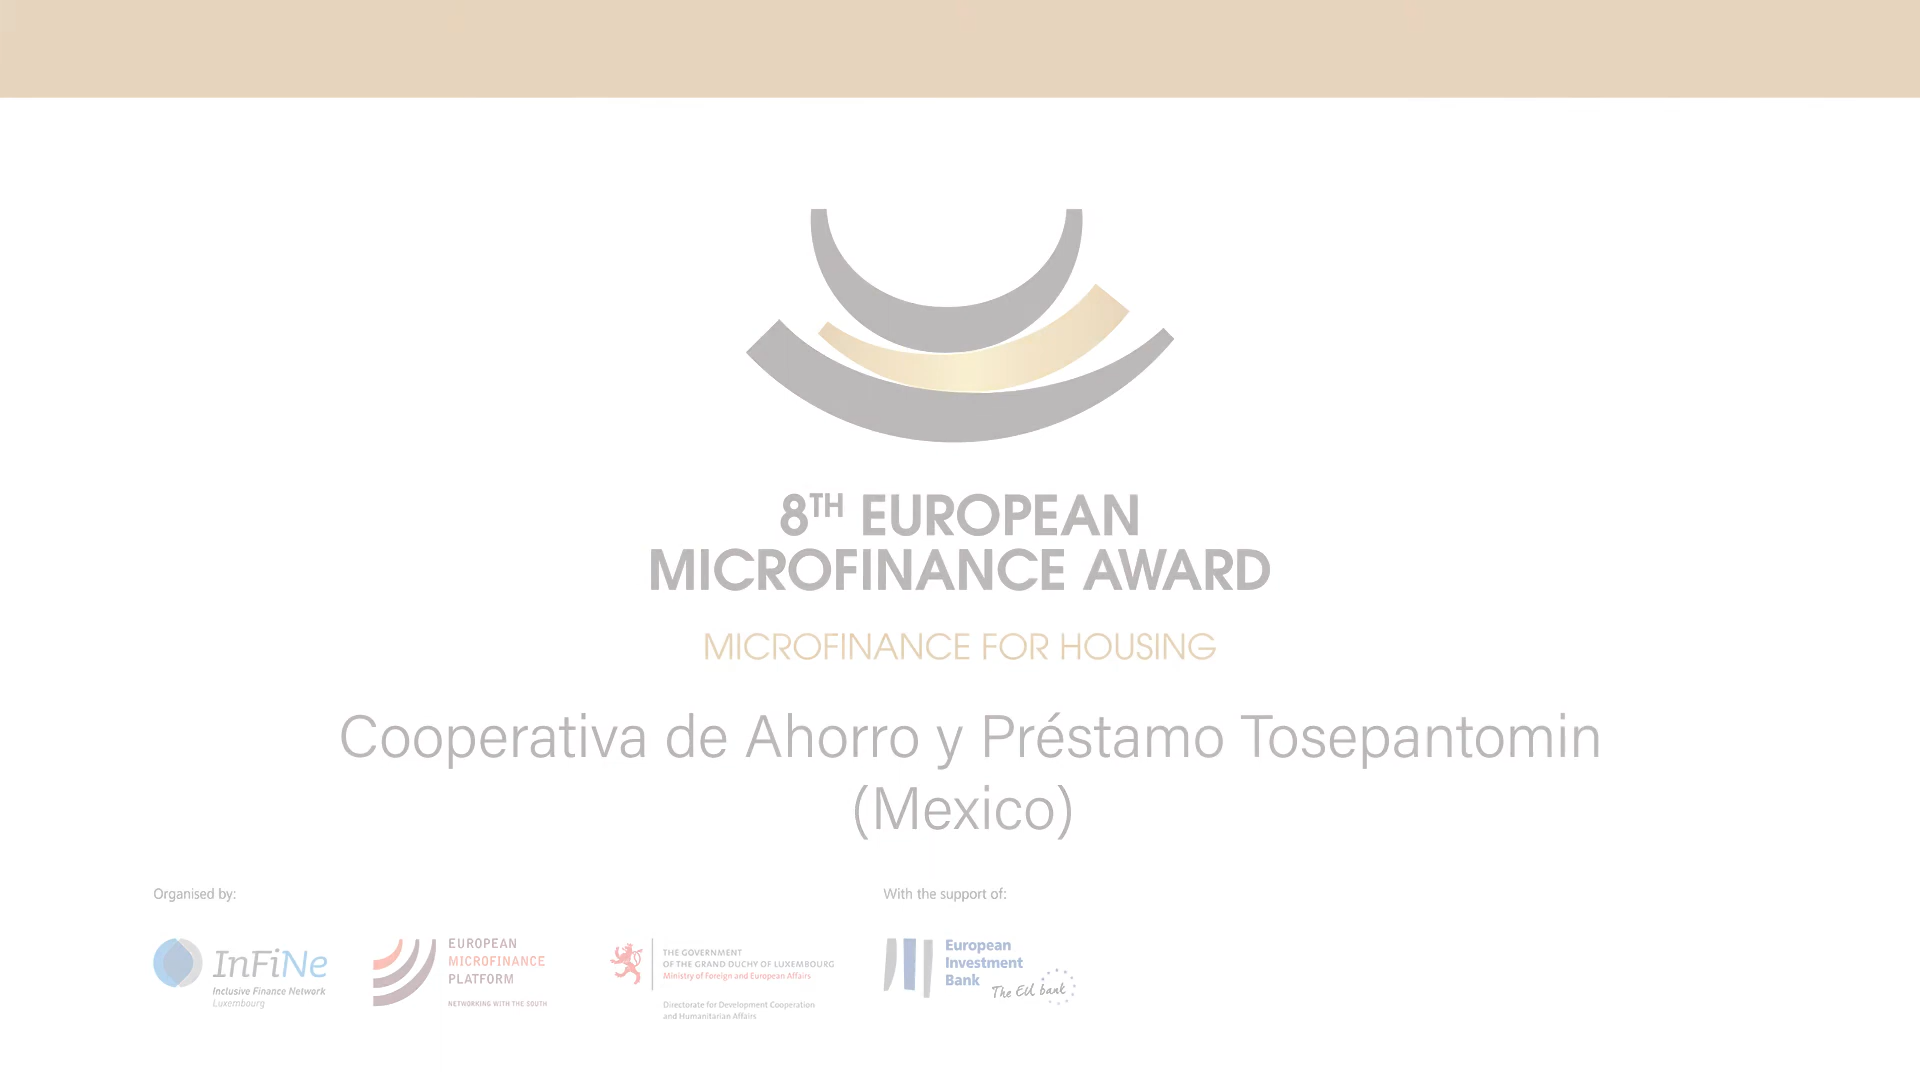 8TH EUROPEAN
MICROFINANCE AWARD
MICROFINANCE FOR HOUSING
Cooperativa de Ahorro y Préstamo Tosepantomin
(Mexico)
Organised by:
With the support of:
InFiNe
Inclusive Finance Network
Luxembourg
EUROPEAN
MICROFINANCE
PLATFORM
NETWORKING WITH THE SOUTH
THE GOVERNMENT
OF THE GRAND DUCHY OF LUXEMBOURG
Ministry of Foreign and European Affairs
Directorate for Development Cooperation
and Humanitarian Affairs
European
Investment
Bank
The EU bank